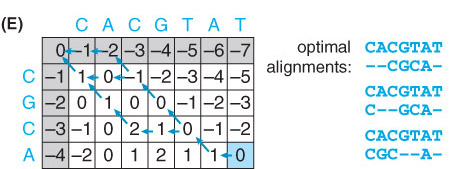 (E)
C A C G T A T
0 –1 –2 –3 –4 –5 –6 –7
C –1 1 0 –1 –2 –3 –4 –5
G –2 0 1 0 0 –1 –2 –3
C –3 –1 0 2 1 0 –1 –2
A –4 –2 0 1 2 1 1 0
optimal
alignments:
CACGTAT
--CGCA-
CACGTAT
C--GCA-
CACGTAT
CGC--A-